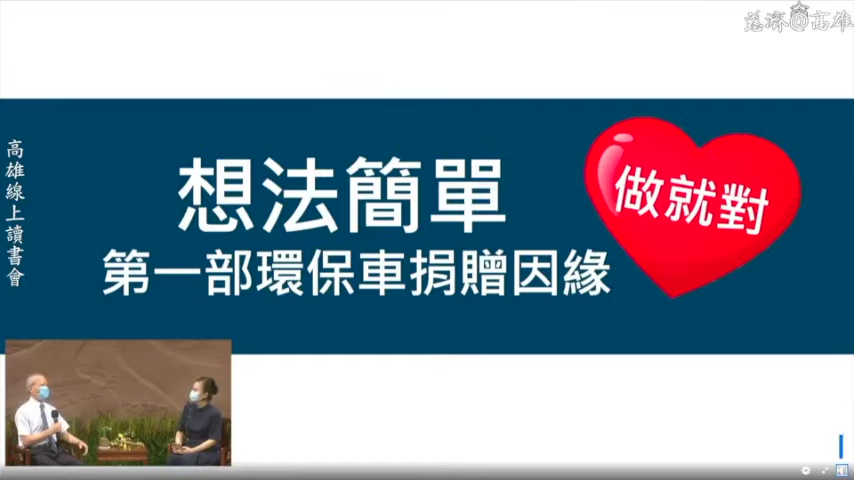 慈濟@高雄
想法簡單
做就對
第一部環保車捐贈因緣
高雄線上讀書會